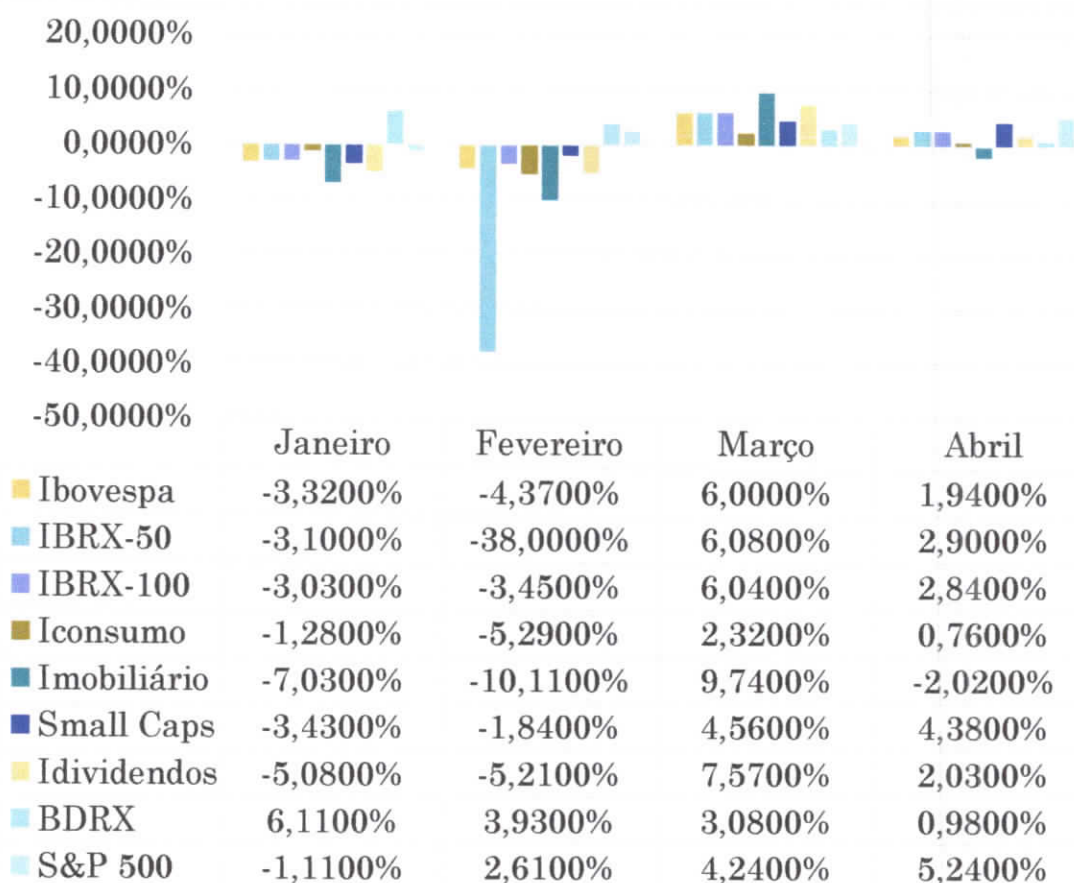 20,0000%
10,0000%
0,0000%
-10,0000%
-20,0000%
-30,0000%
-40,0000%
-50,0000%
Janeiro Fevereiro Março Abril
Ibovespa -3,3200% -4,3700% 6,0000% 1,9400%
IBRX-50 -3,1000% -38,0000% 6,0800% 2,9000%
IBRX-100 -3,0300% -3,4500% 6,0400% 2,8400%
Iconsumo -1,2800% -5,2900% 2,3200% 0,7600%
Imobiliário -7,0300% -10,1100% 9,7400% -2,0200%
Small Caps -3,4300% -1,8400% 4,5600% 4,3800%
Idividendos -5,0800% -5,2100% 7,5700% 2,0300%
BDRX 6,1100% 3,9300% 3,0800% 0,9800%
S&P 500 -1,1100% 2,6100% 4,2400% 5,2400%